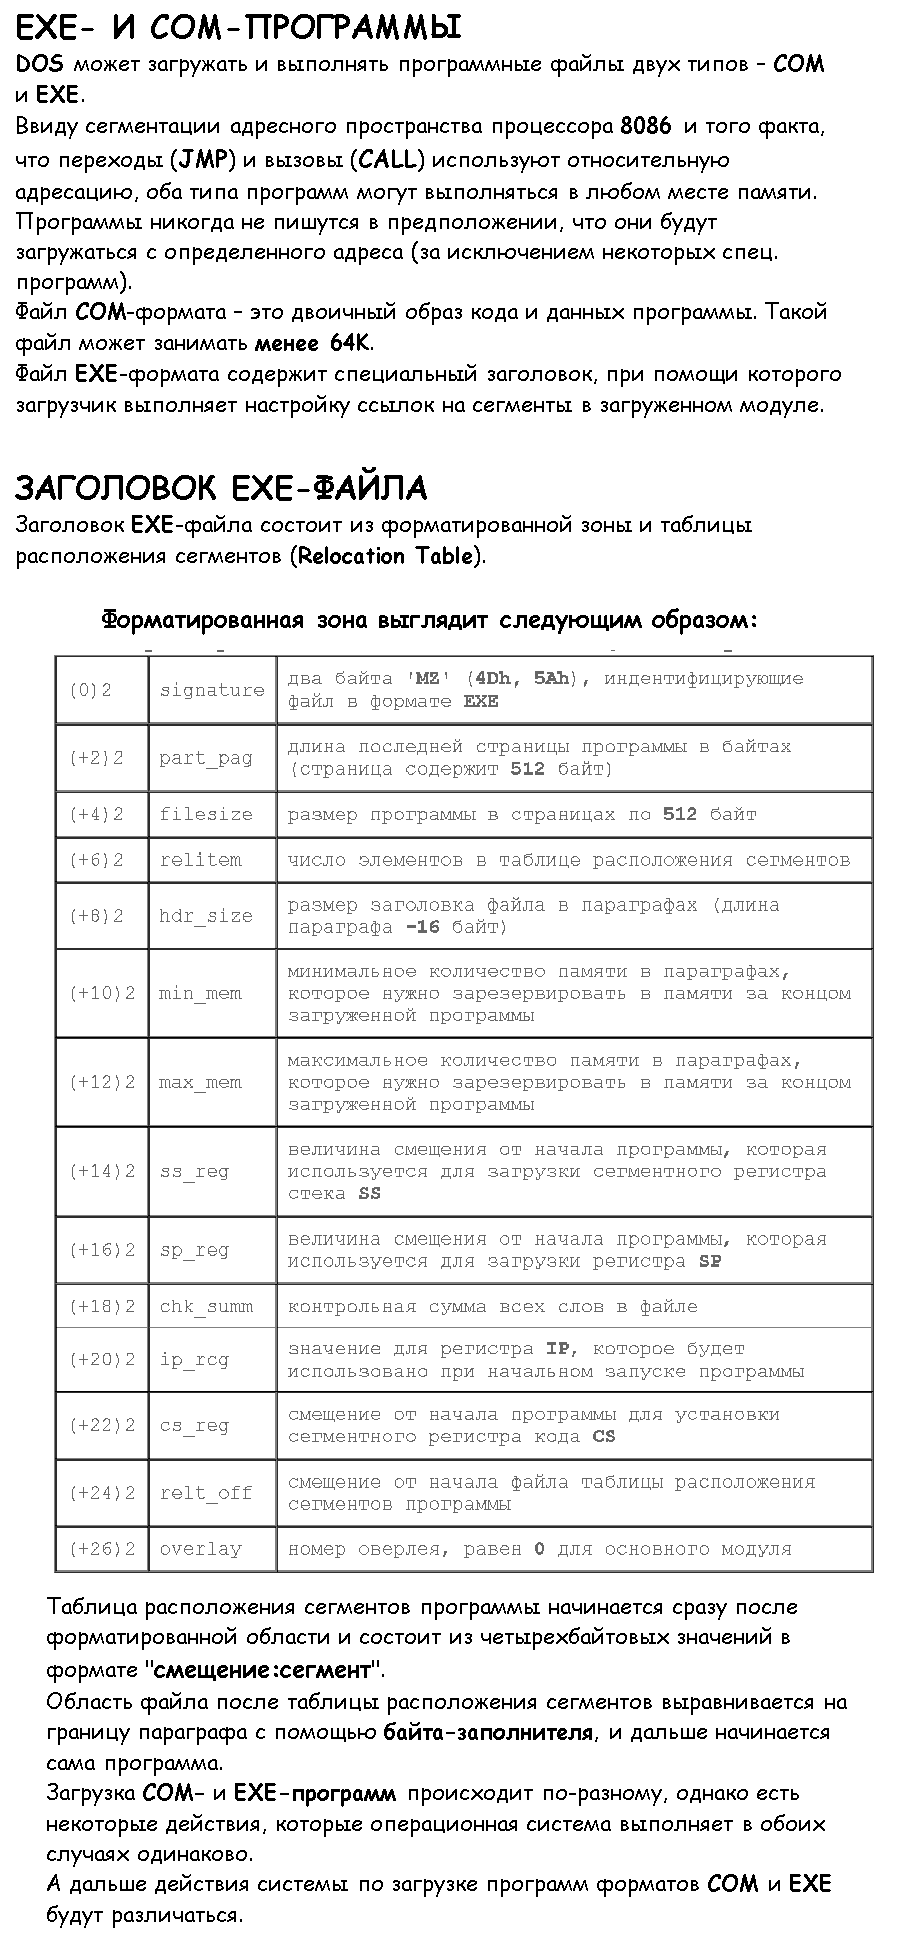 EXE- И COM-ПРОГРАММЫ
DOS может загружать и выполнять программные файлы двух типов – COM
и EXE.
Ввиду сегментации адресного пространства процессора 8086 и того факта,
что переходы (JMP) и вызовы (CALL) используют относительную
адресацию, оба типа программ могут выполняться в любом месте памяти.
Программы никогда не пишутся в предположении, что они будут
загружаться с определенного адреса (за исключением некоторых спец.
программ).
Файл COM-формата – это двоичный образ кода и данных программы. Такой
файл может занимать менее 64K.
Файл EXE-формата содержит специальный заголовок, при помощи которого
загрузчик выполняет настройку ссылок на сегменты в загруженном модуле.
ЗАГОЛОВОК EXE-ФАЙЛА
Заголовок EXE-файла состоит из форматированной зоны и таблицы
расположения сегментов (Relocation Table).
Форматированная зона выглядит следующим образом:
(0)2 signature два байта 'MZ' (4Dh, 5Ah), индентифицирующие
файл в формате EXE
(+2)2 part_pag длина последней страницы программы в байтах
(страница содержит 512 байт)
(+4)2 filesize размер программы в страницах по 512 байт
(+6)2 relitem число элементов в таблице расположения сегментов
(+8)2 hdr_size размер заголовка файла в параграфах (длина
параграфа -16 байт)
(+10)2 min_mem минимальное количество памяти в параграфах,
которое нужно зарезервировать в памяти за концом
загруженной программы
(+12)2 max_mem максимальное количество памяти в параграфах,
которое нужно зарезервировать в памяти за концом
загруженной программы
(+14)2 ss_reg величина смещения от начала программы, которая
используется для загрузки сегментного регистра
стека SS
(+16)2 sp_reg величина смещения от начала программы, которая
используется для загрузки регистра SP
(+18)2 chk_summ контрольная сумма всех слов в файле
(+20)2 ip_rcg значение для регистра IP, которое будет
использовано при начальном запуске программы
(+22)2 cs_reg смещение от начала программы для установки
сегментного регистра кода CS
(+24)2 relt_off смещение от начала файла таблицы расположения
сегментов программы
(+26)2 overlay номер оверлея, равен 0 для основного модуля
Таблица расположения сегментов программы начинается сразу после
форматированной области и состоит из четырехбайтовых значений в
формате "смещение:сегмент".
Область файла после таблицы расположения сегментов выравнивается на
границу параграфа с помощью байта-заполнителя, и дальше начинается
сама программа.
Загрузка COM- и EXE-программ происходит по-разному, однако есть
некоторые действия, которые операционная система выполняет в обоих
случаях одинаково.
А дальше действия системы по загрузке программ форматов COM и EXE
будут различаться.